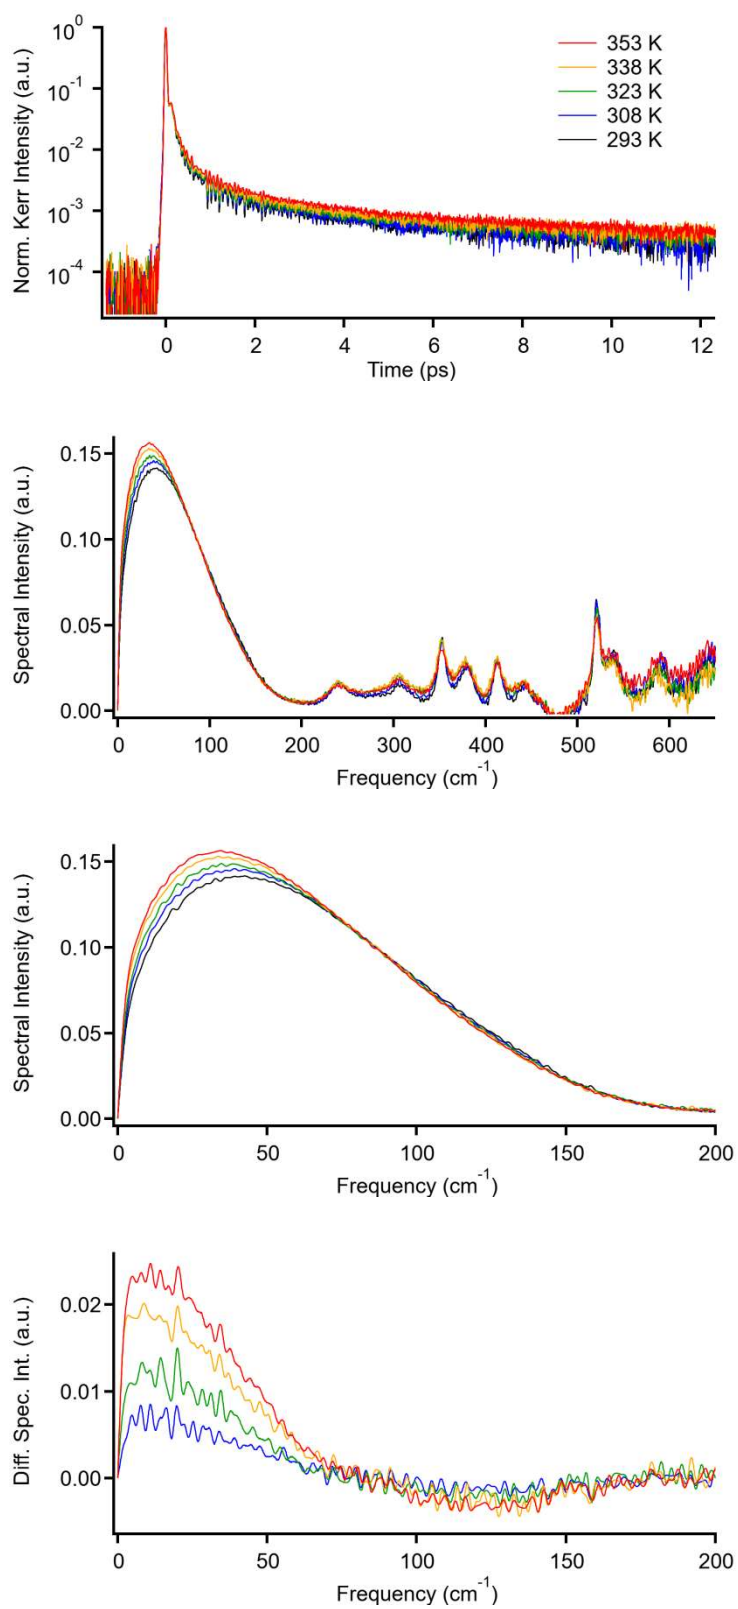 10^0
10^-1
10^-2
10^-3
10^-4
Norm. Kerr Intensity (a.u.)
353 K
338 K
323 K
308 K
293 K
0 2 4 6 8 10 12
Time (ps)
0.15
0.10
0.05
0.00
Spectral Intensity (a.u.)
0 100 200 300 400 500 600
Frequency (cm^-1)
0.15
0.10
0.05
0.00
Spectral Intensity (a.u.)
0 50 100 150 200
Frequency (cm^-1)
0.02
0.01
0.00
Diff. Spec. Int. (a.u.)
0 50 100 150 200
Frequency (cm^-1)